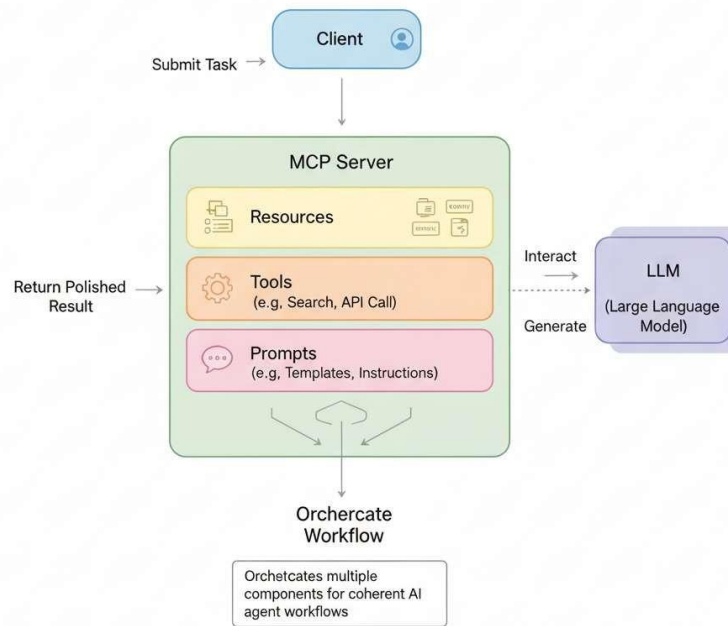 Client
Submit Task
MCP Server
Resources
Tools
(e.g, Search, API Call)
Prompts
(e.g, Templates, Instructions)
Return Polished
Result
Interact
Generate
LLM
(Large Language
Model)
Orchercate
Workflow
Orchetcates multiple
components for coherent AI
agent workflows